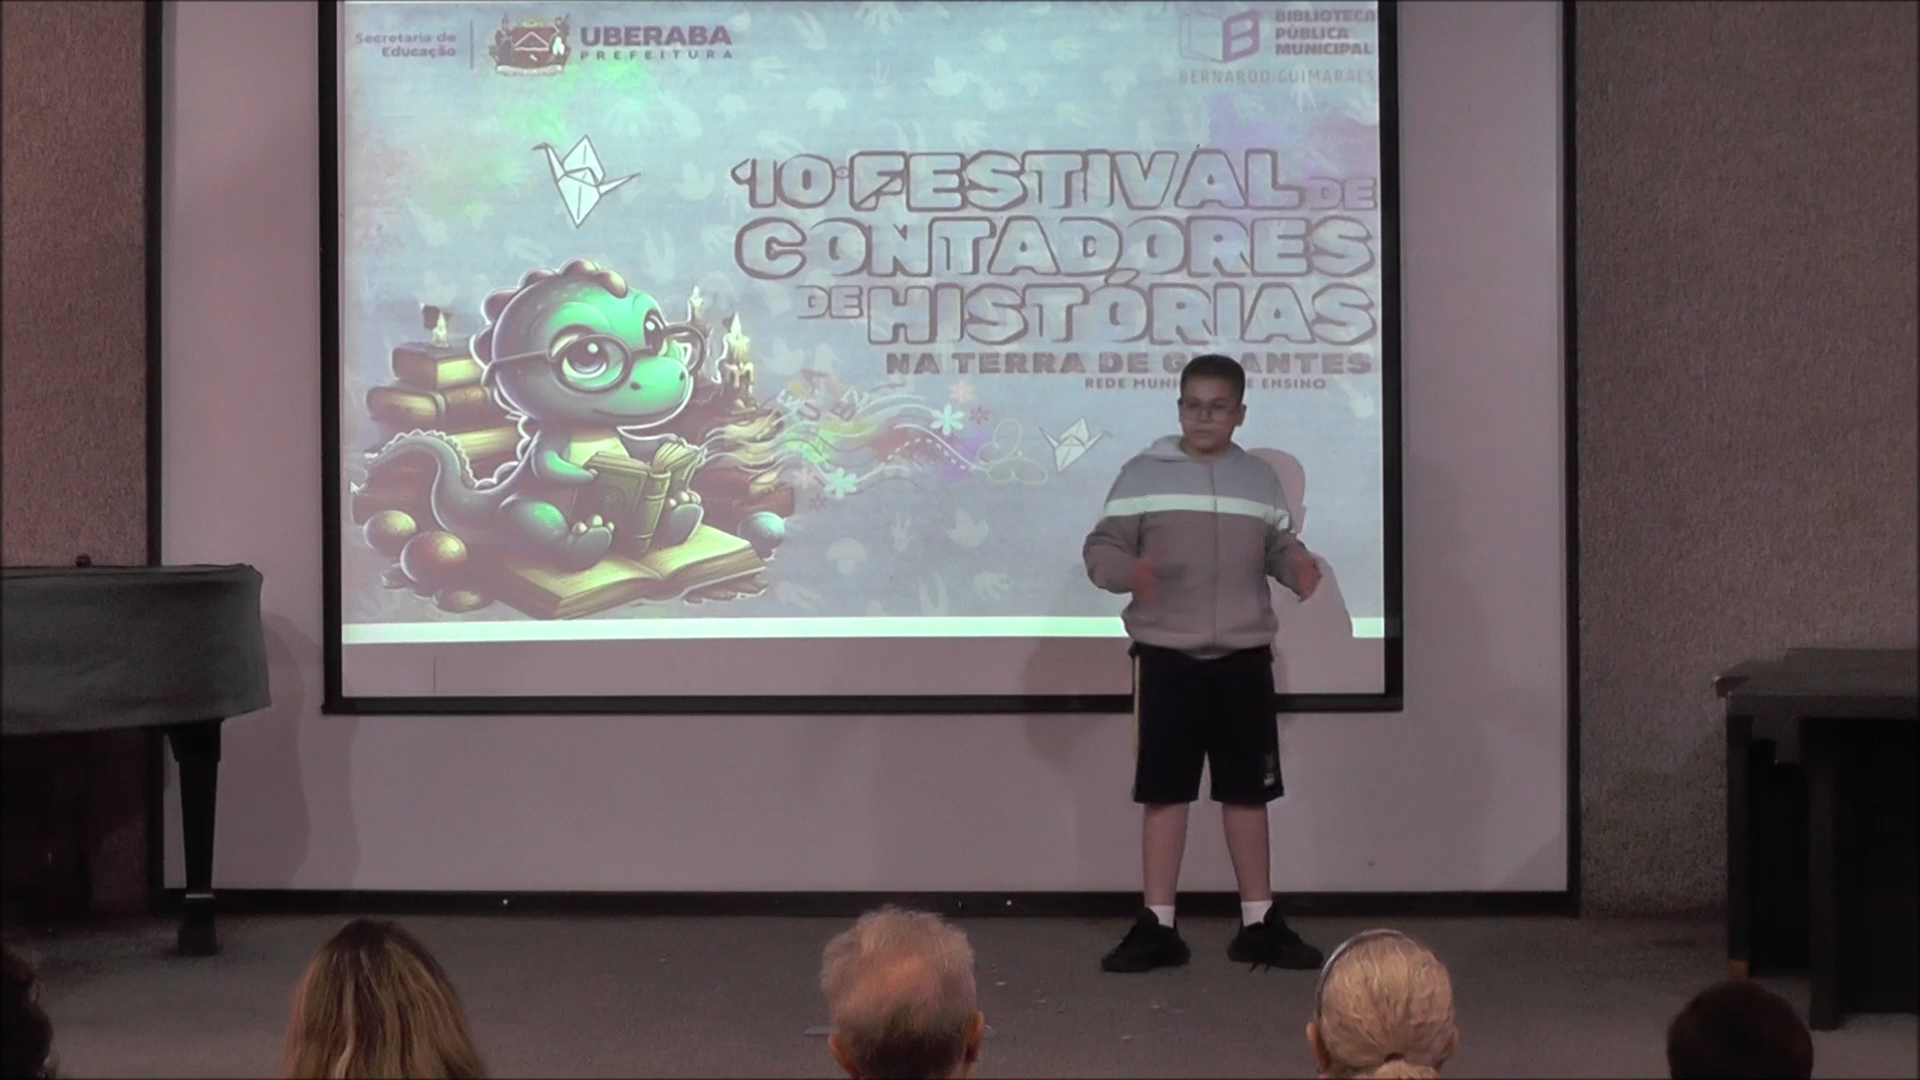 Secretaria de
Educação
UBERABA
PREFEITURA
BIBLIOTECA
PÚBLICA
MUNICIPAL
BERNARDO GUIMARÃES
10º FESTIVAL DE
CONTADORES
DE HISTÓRIAS
NA TERRA DE G ANTES
REDE MUNI E ENSINO